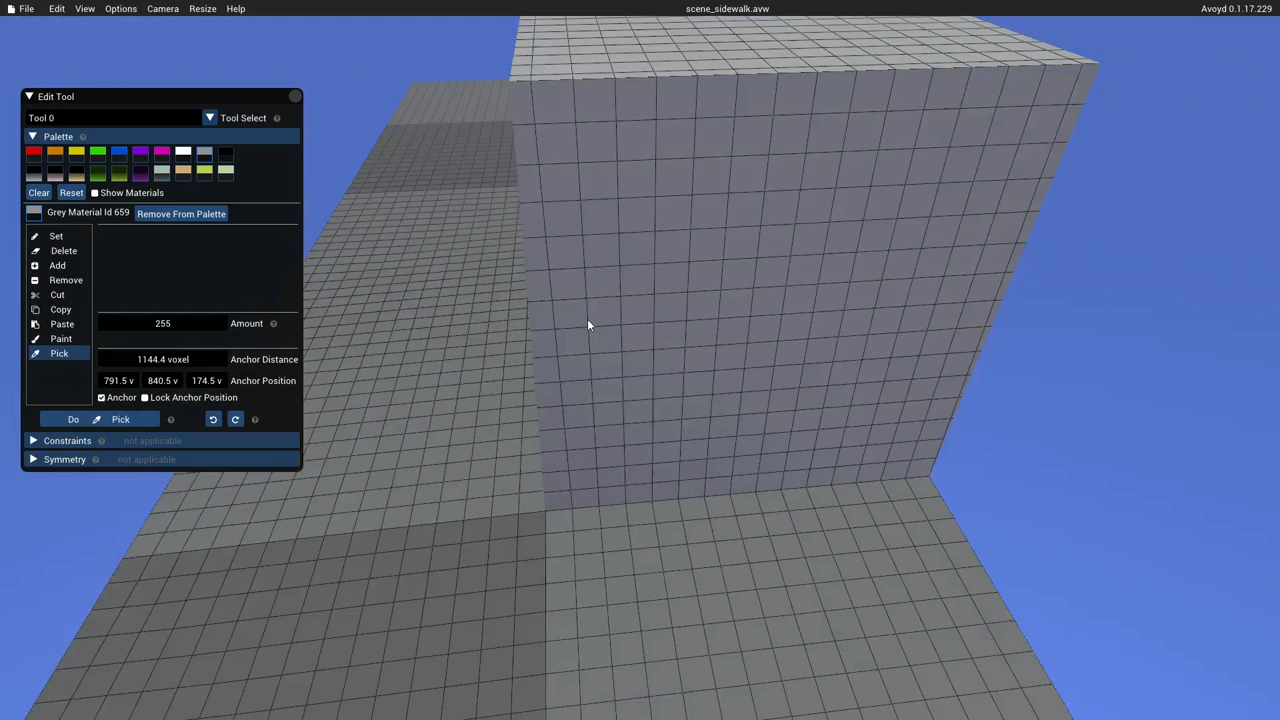 File Edit View Options Camera Resize Help scene_sidewalk.avw Avoyd 0.1.17.229
Edit Tool
Tool 0 Tool Select ?
Palette ?
Clear Reset Show Materials
Grey Material Id 659 Remove From Palette
Set
Delete
Add
Remove
Cut
Copy
Paste
Paint
Pick
255 Amount ?
1144.4 voxel Anchor Distance
791.5 v 840.5 v 174.5 v Anchor Position
Anchor Lock Anchor Position
Do Pick ? ?
Constraints ? not applicable
Symmetry ? not applicable